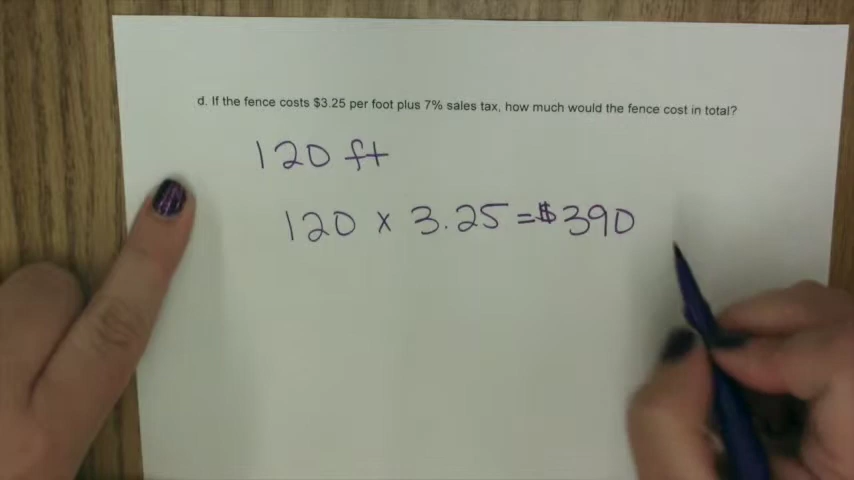 d. If the fence costs $3.25 per foot plus 7% sales tax, how much would the fence cost in total?
120 ft
120 x 3.25 = $390